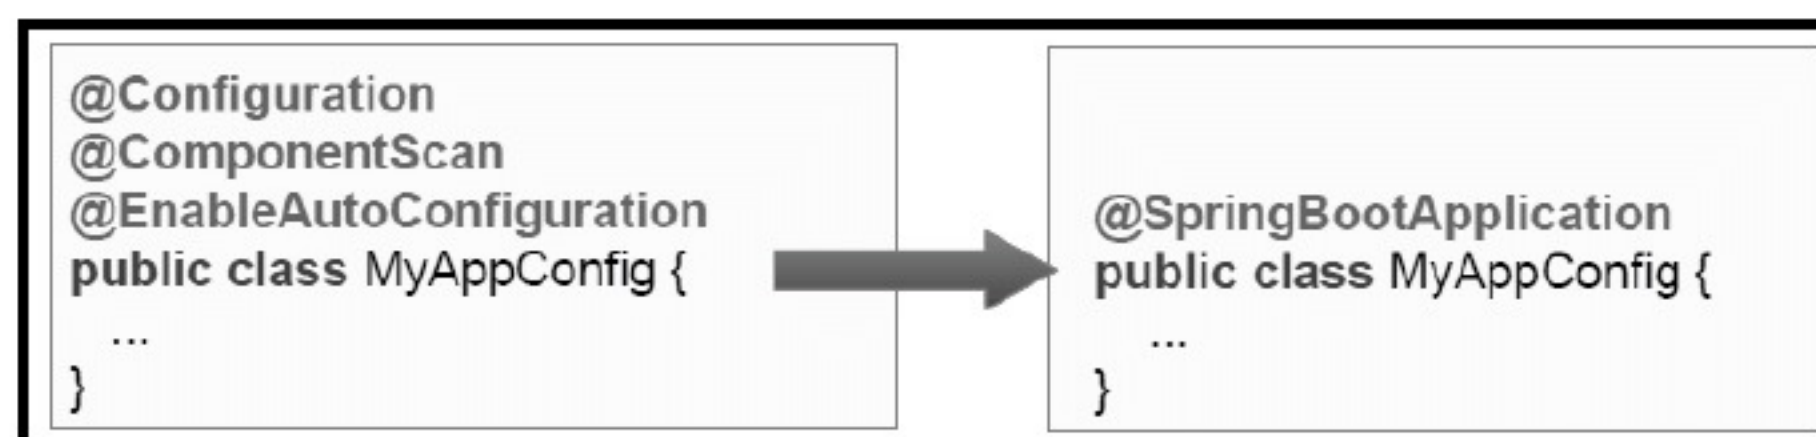 @Configuration
@ComponentScan
@EnableAutoConfiguration
public class MyAppConfig {
...
}
@SpringBootApplication
public class MyAppConfig {
...
}